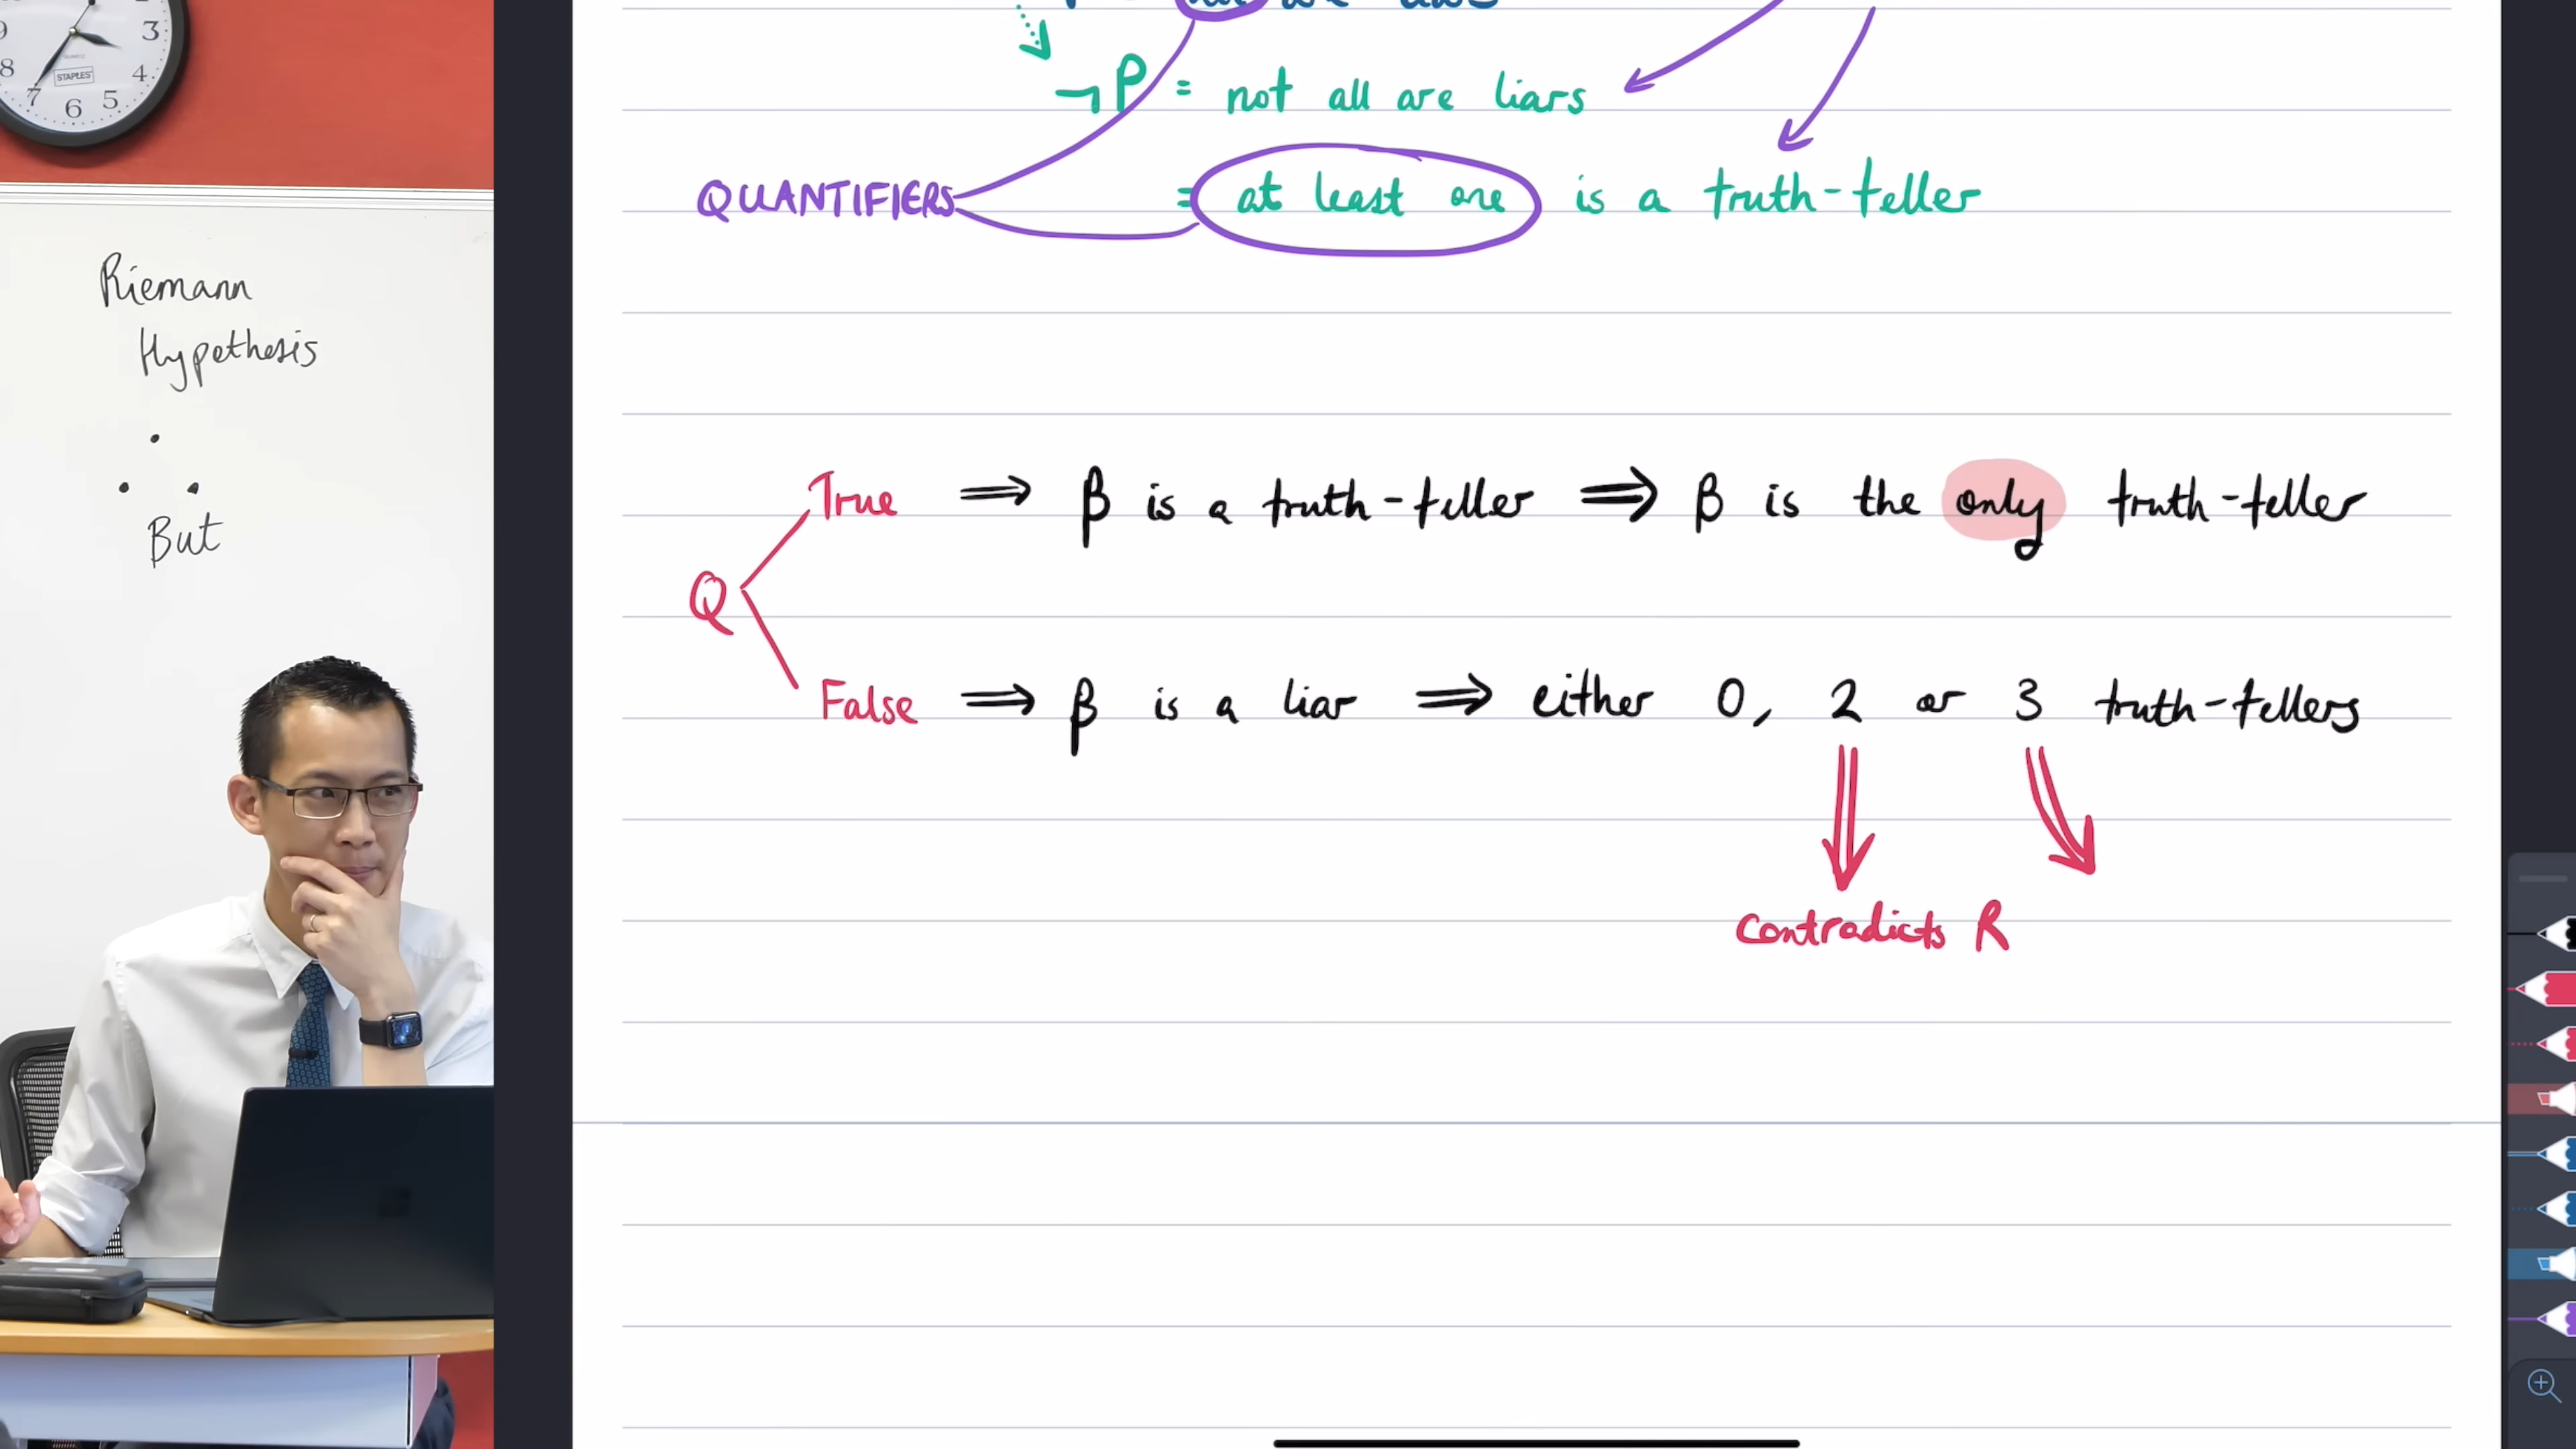 3
9
8
4
7
6
5
STAPLES
Riemann
Hypothesis
But
¬P = not all are liars
QUANTIFIERS
= at least one is a truth-teller
True ⟹ β is a truth-teller ⟹ β is the only truth-teller
Q
False ⟹ β is a liar ⟹ either 0, 2 or 3 truth-tellers
contradicts R